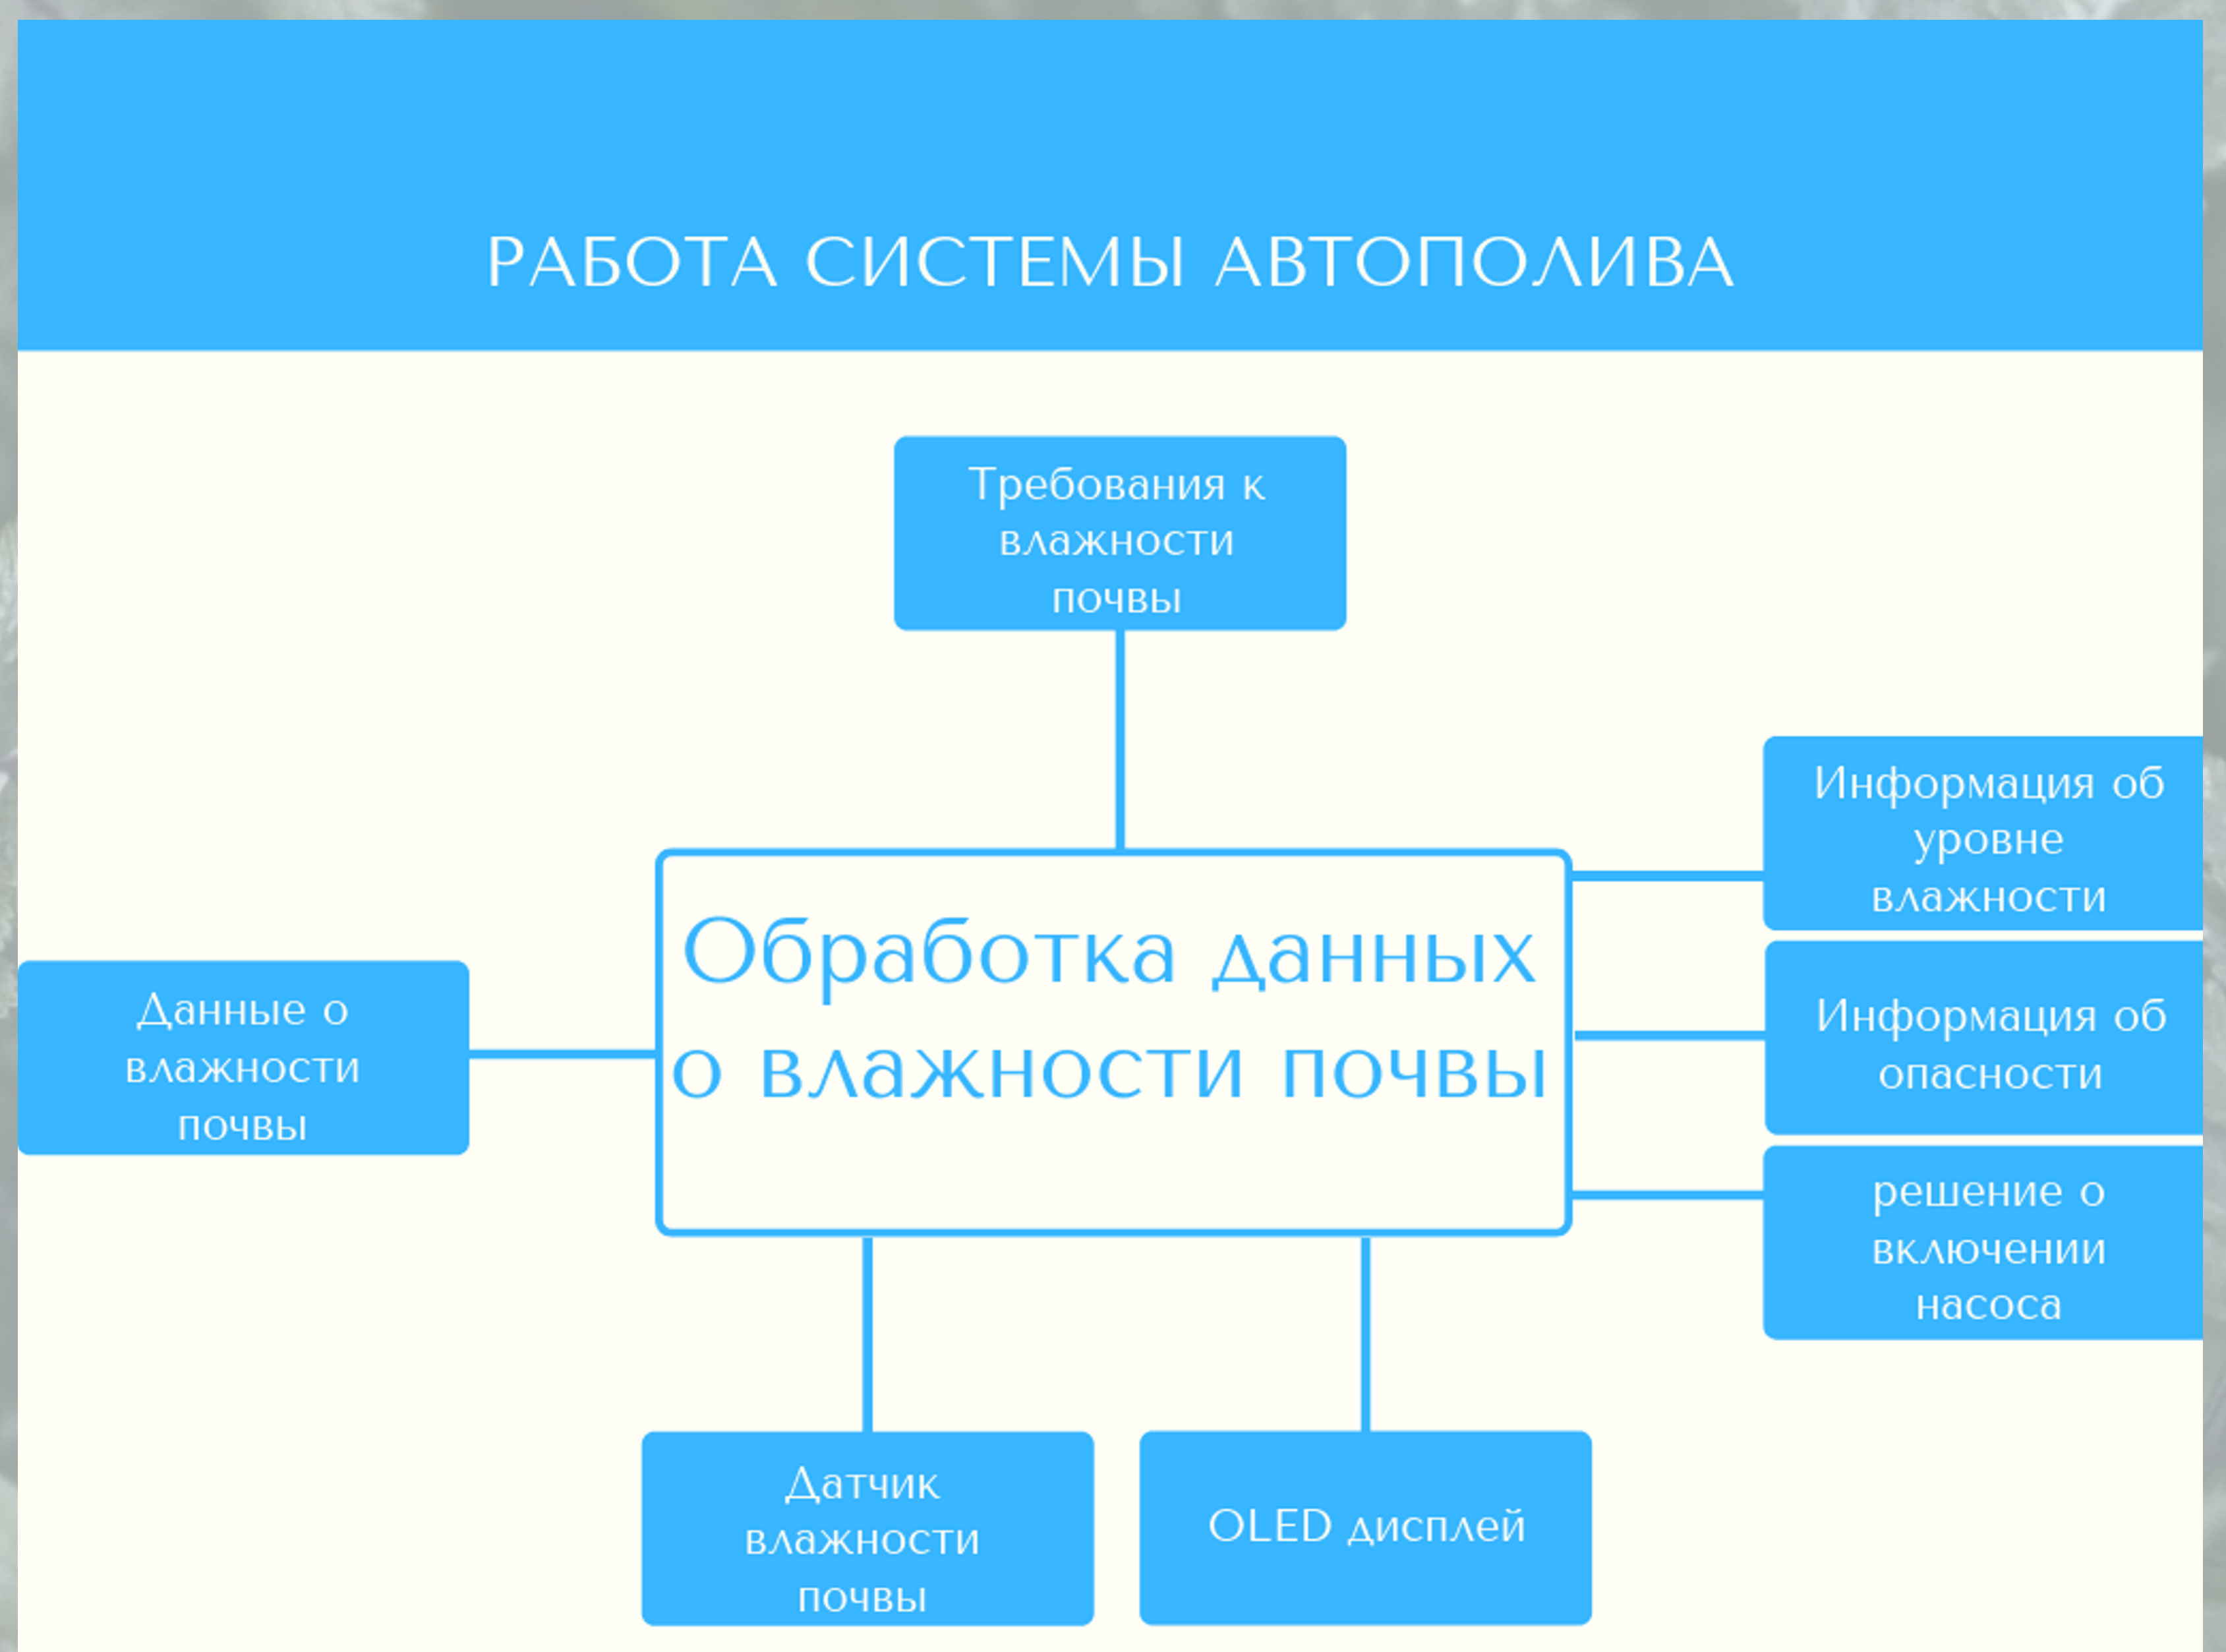 РАБОТА СИСТЕМЫ АВТОПОЛИВА
Требования к
влажности
почвы
Информация об
уровне
влажности
Обработка данных
о влажности почвы
Данные о
влажности
почвы
Информация об
опасности
решение о
включении
насоса
Датчик
влажности
почвы
OLED дисплей